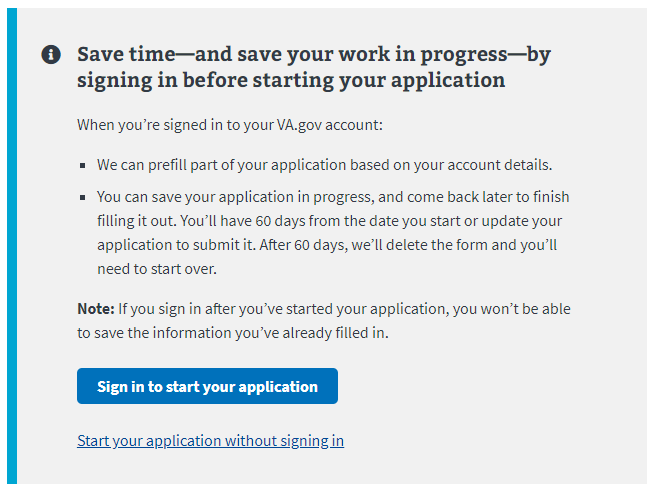 Save time—and save your work in progress—by
signing in before starting your application
When you’re signed in to your VA.gov account:
We can prefill part of your application based on your account details.
You can save your application in progress, and come back later to finish
filling it out. You’ll have 60 days from the date you start or update your
application to submit it. After 60 days, we’ll delete the form and you’ll
need to start over.
Note: If you sign in after you’ve started your application, you won’t be able
to save the information you’ve already filled in.
Sign in to start your application
Start your application without signing in